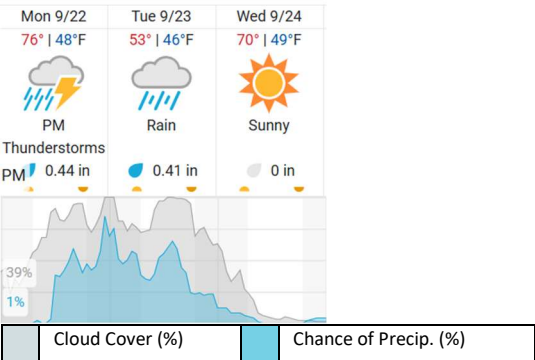 Mon 9/22 Tue 9/23 Wed 9/24
76° | 48°F 53° | 46°F 70° | 49°F
PM Rain Sunny
Thunderstorms
PM 0.44 in 0.41 in 0 in
39%
1%
Cloud Cover (%) Chance of Precip. (%)